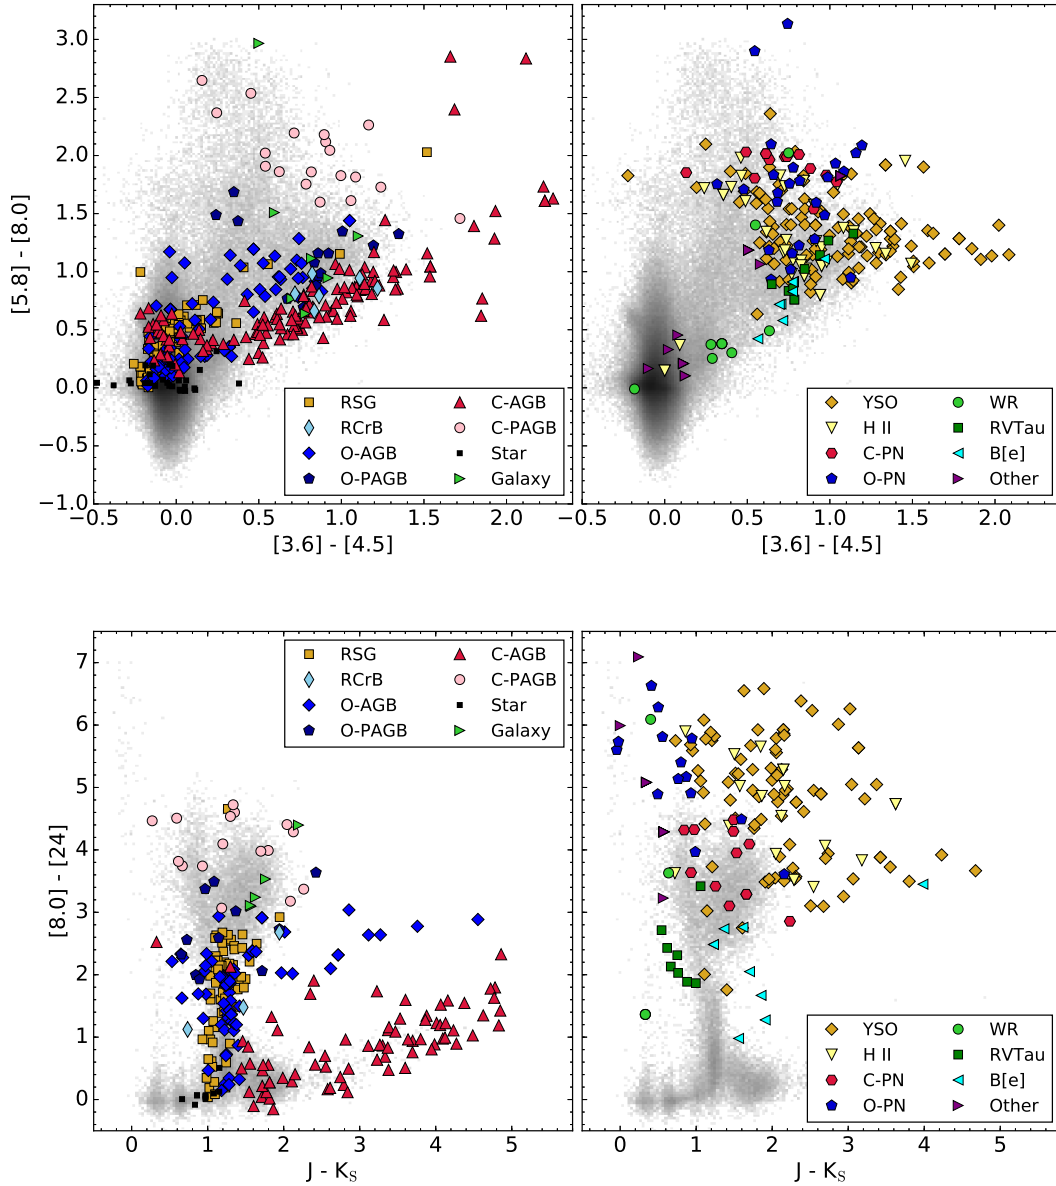 3.0
2.5
2.0
1.5
1.0
0.5
0.0
−0.5
−1.0
[5.8] - [8.0]
RSG
RCrB
O-AGB
O-PAGB
C-AGB
C-PAGB
Star
Galaxy
YSO
H II
C-PN
O-PN
WR
RVTau
B[e]
Other
−0.5 0.0 0.5 1.0 1.5 2.0
−0.5 0.0 0.5 1.0 1.5 2.0
[3.6] - [4.5]
[3.6] - [4.5]
7
6
5
4
3
2
1
0
[8.0] - [24]
RSG
RCrB
O-AGB
O-PAGB
C-AGB
C-PAGB
Star
Galaxy
YSO
H II
C-PN
O-PN
WR
RVTau
B[e]
Other
0 1 2 3 4 5
0 1 2 3 4 5
J - KS
J - KS